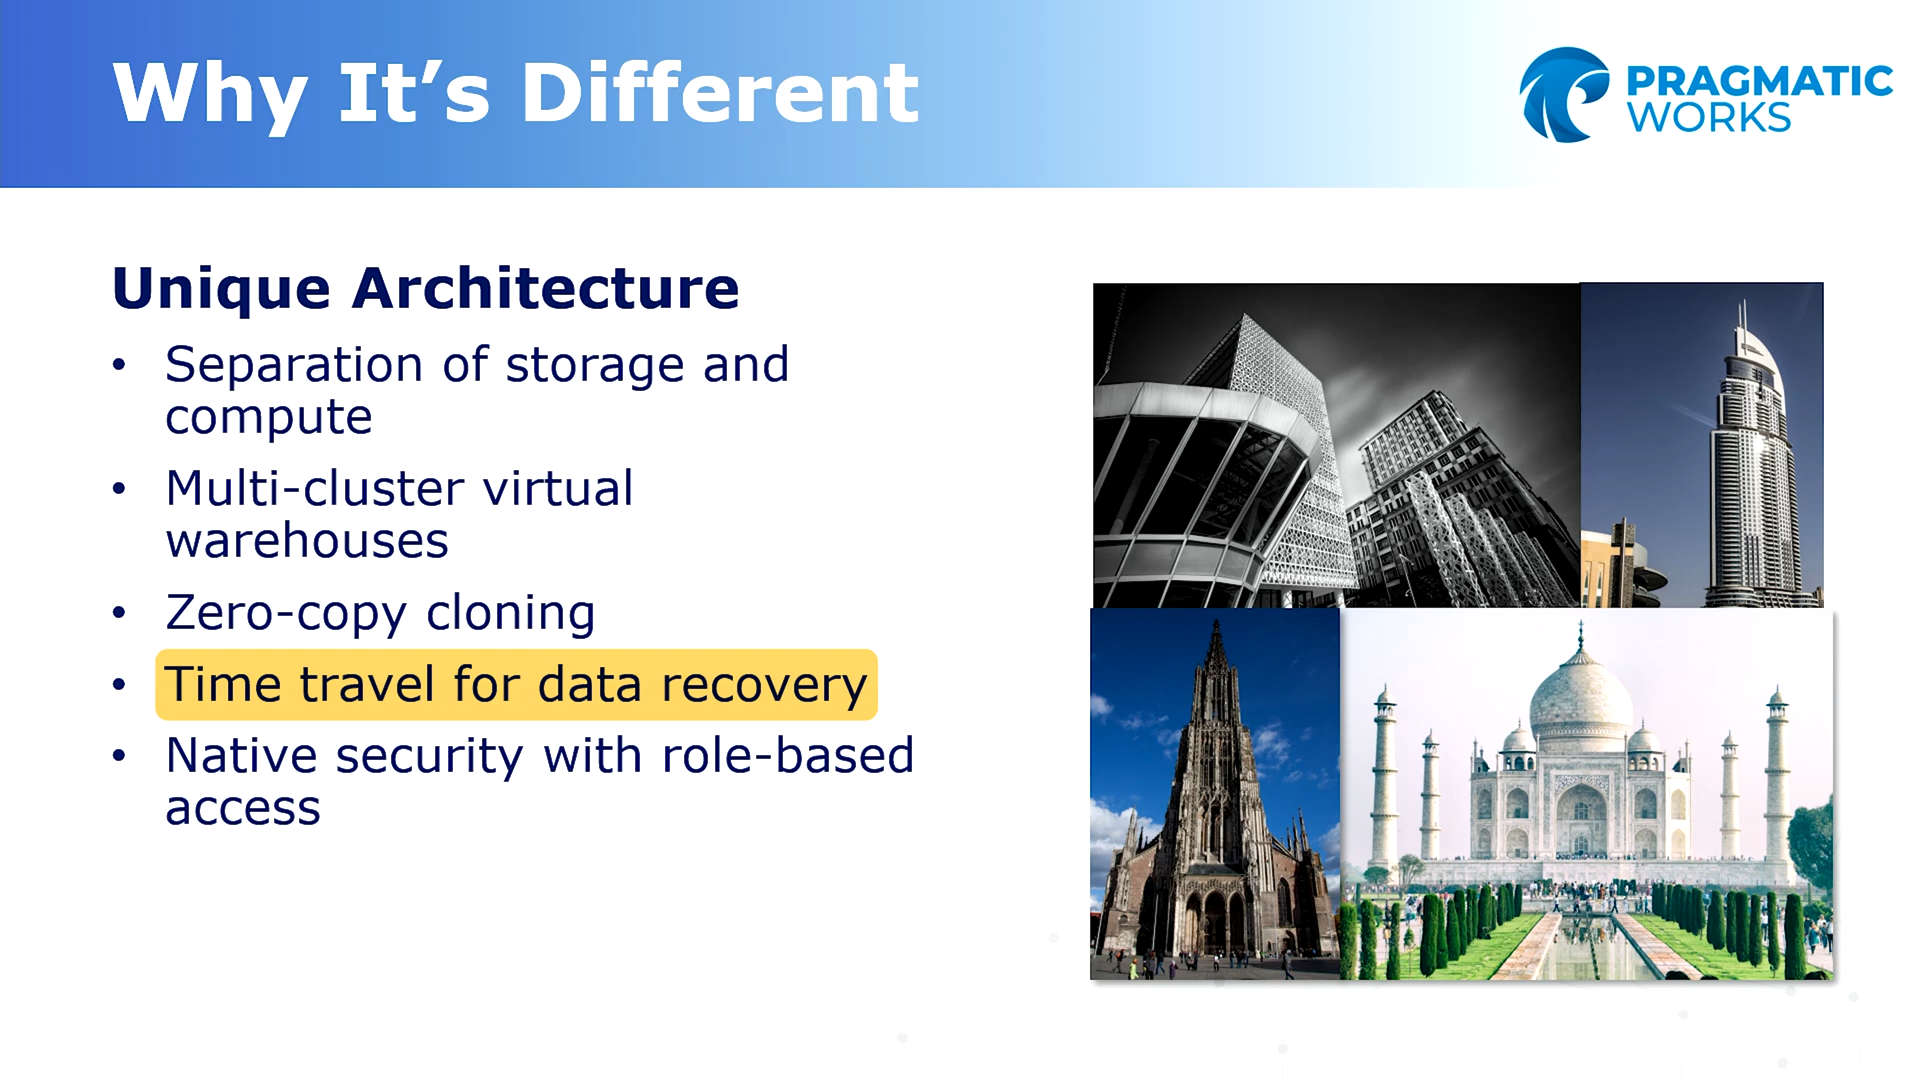 Why It’s Different
PRAGMATIC
WORKS
Unique Architecture
• Separation of storage and
compute
• Multi-cluster virtual
warehouses
• Zero-copy cloning
• Time travel for data recovery
• Native security with role-based
access